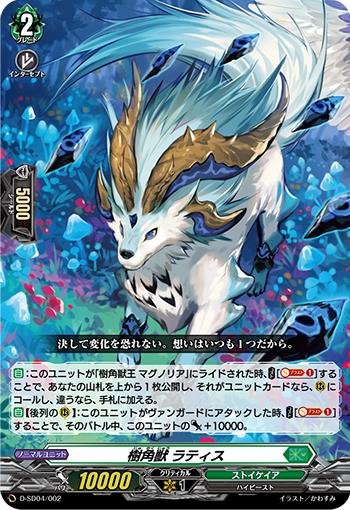 2
グレード
インターセプト
5000
シールド
決して変化を恐れない。想いはいつも１つだから。
自：このユニットが「樹角獣王 マグノリア」にライドされた時、【コスト】[CB1]
することで、あなたの山札を上から１枚公開し、それがユニットカードなら、Ⓡに
コールし、違うなら、手札に加える。
自【後列のⓇ】：このユニットがヴァンガードにアタックした時、【コスト】[CB1]
することで、そのバトル中、このユニットのパワー+10000。
ノーマルユニット
樹角獣 ラティス
パワー
10000
クリティカル
1
ストイケイア
ハイビースト
D-SD04/002
イラスト／かわすみ